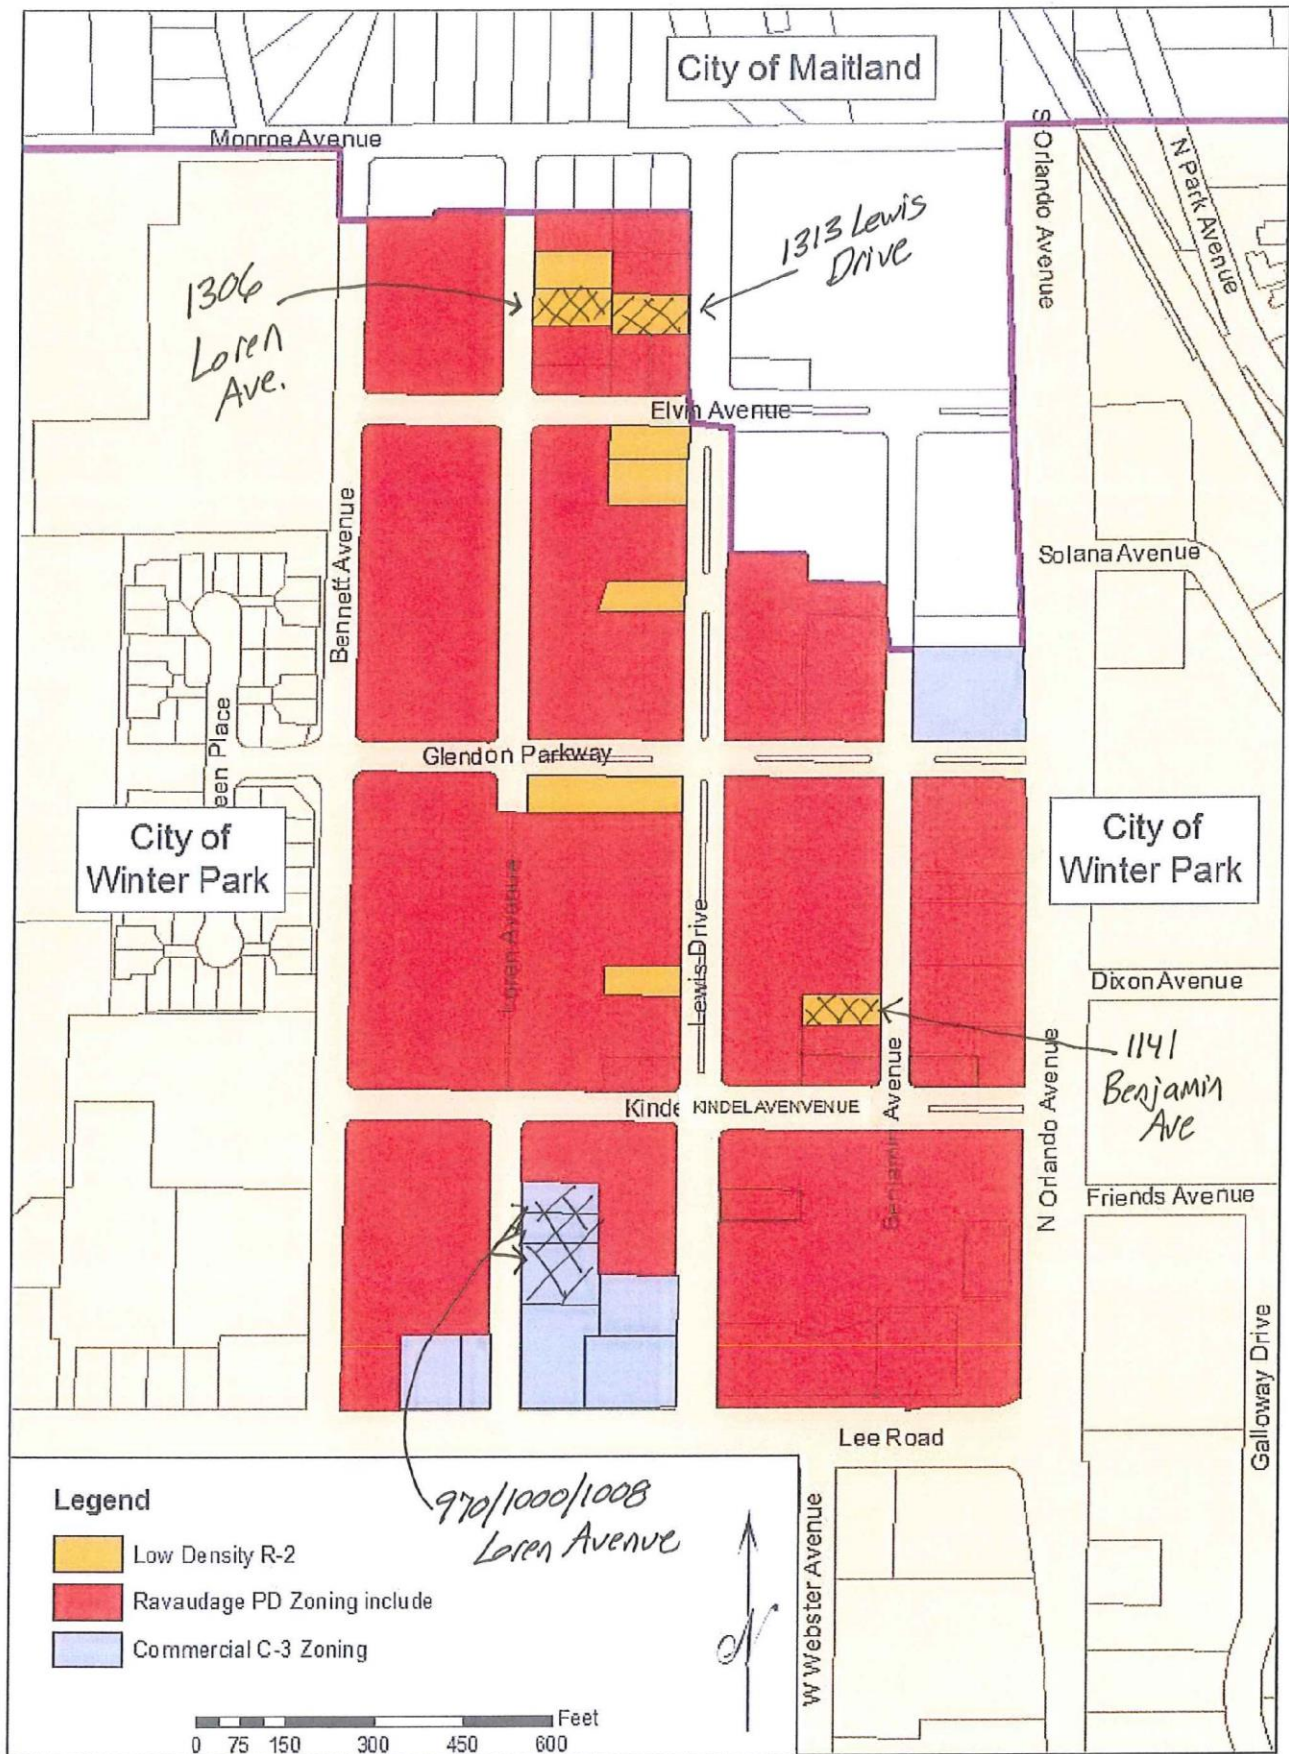 City of Maitland
Monroe Avenue
S Orlando Avenue
N Park Avenue
1313 Lewis
Drive
1306
Loren
Ave.
Elvin Avenue
Bennett Avenue
Solana Avenue
een Place
Glendon Parkway
City of
Winter Park
City of
Winter Park
Loren Avenue
Lewis Drive
Dixon Avenue
1141
Benjamin
Ave
Benjamin Avenue
Kinde
KINDELAVENVENUE
N Orlando Avenue
Friends Avenue
Galloway Drive
Lee Road
970/1000/1008
Loren Avenue
W Webster Avenue
Legend
Low Density R-2
Ravaudage PD Zoning include
Commercial C-3 Zoning
N
Feet
0 75 150 300 450 600